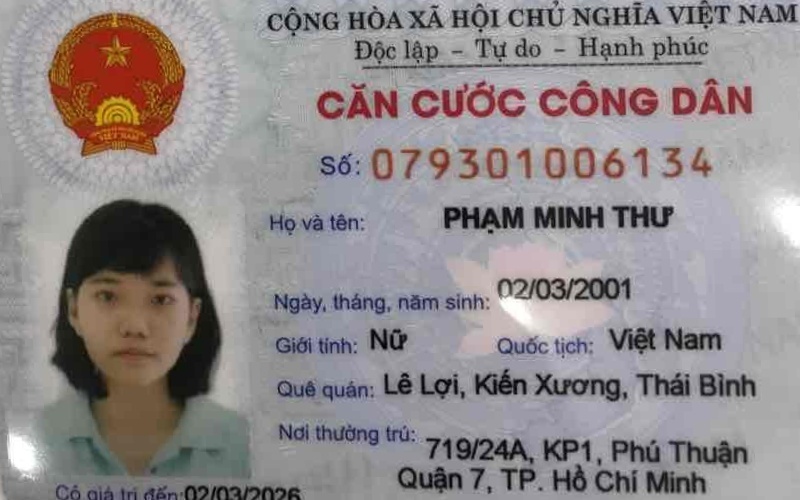 CỘNG HÒA XÃ HỘI CHỦ NGHĨA VIỆT NAM
Độc lập - Tự do - Hạnh phúc
CĂN CƯỚC CÔNG DÂN
Số: 079301006134
Họ và tên: PHẠM MINH THƯ
Ngày, tháng, năm sinh: 02/03/2001
Giới tính: Nữ Quốc tịch: Việt Nam
Quê quán: Lê Lợi, Kiến Xương, Thái Bình
Nơi thường trú: 719/24A, KP1, Phú Thuận
Quận 7, TP. Hồ Chí Minh
Có giá trị đến: 02/03/2026